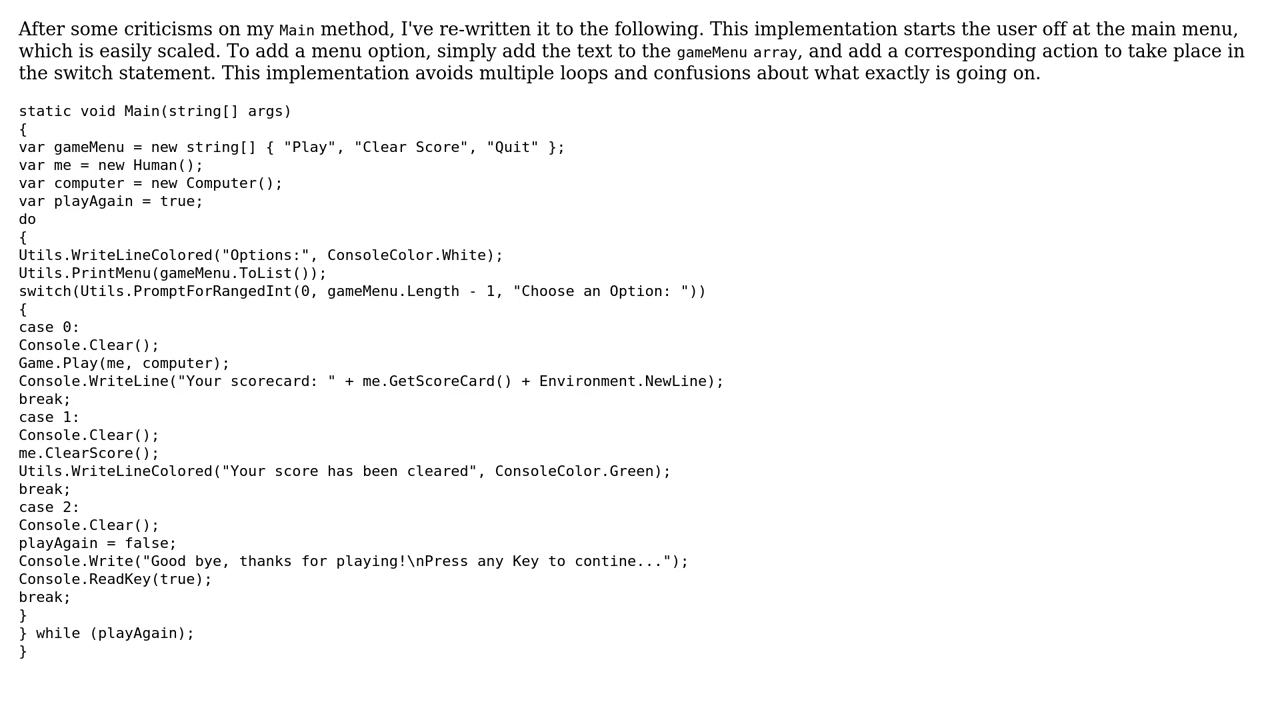 After some criticisms on my Main method, I've re-written it to the following. This implementation starts the user off at the main menu,
which is easily scaled. To add a menu option, simply add the text to the gameMenu array, and add a corresponding action to take place in
the switch statement. This implementation avoids multiple loops and confusions about what exactly is going on.
static void Main(string[] args)
{
var gameMenu = new string[] { "Play", "Clear Score", "Quit" };
var me = new Human();
var computer = new Computer();
var playAgain = true;
do
{
Utils.WriteLineColored("Options:", ConsoleColor.White);
Utils.PrintMenu(gameMenu.ToList());
switch(Utils.PromptForRangedInt(0, gameMenu.Length - 1, "Choose an Option: "))
{
case 0:
Console.Clear();
Game.Play(me, computer);
Console.WriteLine("Your scorecard: " + me.GetScoreCard() + Environment.NewLine);
break;
case 1:
Console.Clear();
me.ClearScore();
Utils.WriteLineColored("Your score has been cleared", ConsoleColor.Green);
break;
case 2:
Console.Clear();
playAgain = false;
Console.Write("Good bye, thanks for playing!\nPress any Key to contine...");
Console.ReadKey(true);
break;
}
} while (playAgain);
}